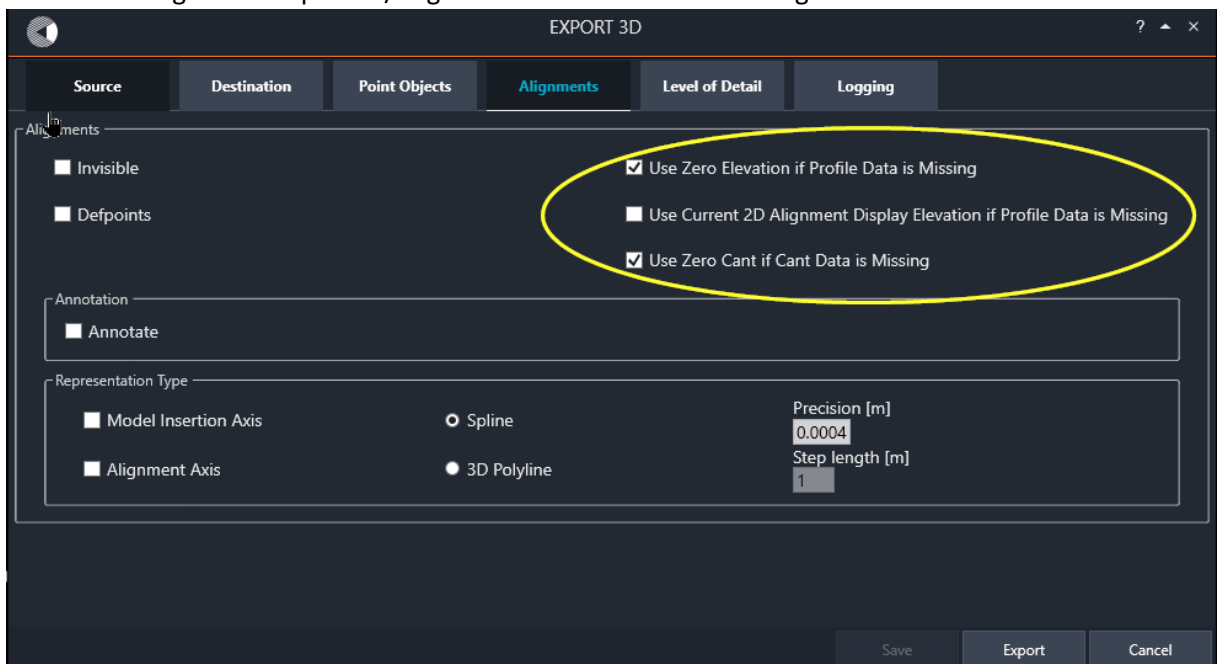 EXPORT 3D
Source Destination Point Objects Alignments Level of Detail Logging
Alignments
Invisible Use Zero Elevation if Profile Data is Missing
Defpoints Use Current 2D Alignment Display Elevation if Profile Data is Missing
Use Zero Cant if Cant Data is Missing
Annotation
Annotate
Representation Type
Model Insertion Axis Spline Precision [m]
0.0004
Alignment Axis 3D Polyline Step length [m]
1
Save Export Cancel